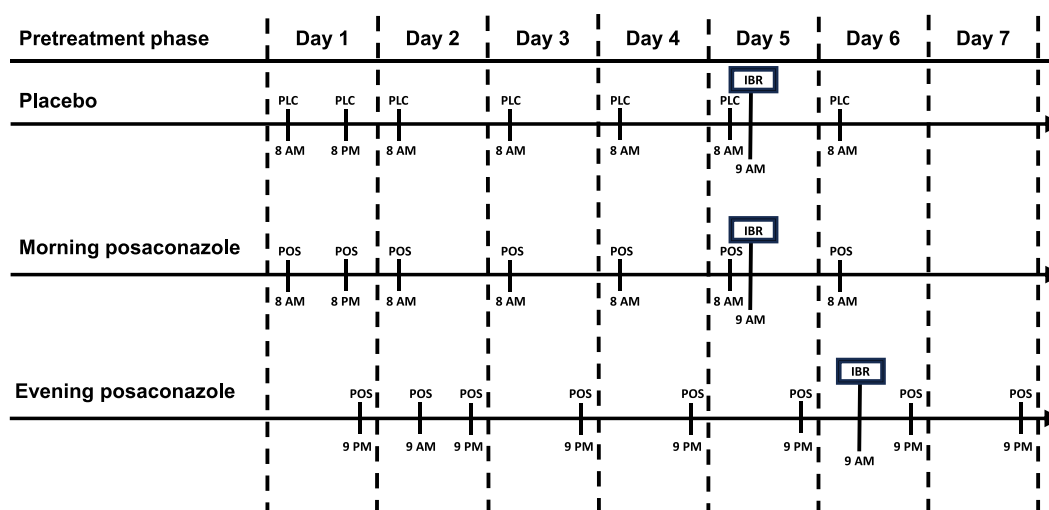 Pretreatment phase Day 1 Day 2 Day 3 Day 4 Day 5 Day 6 Day 7
IBR
Placebo
PLC PLC PLC PLC PLC PLC PLC
8 AM 8 PM 8 AM 8 AM 8 AM 8 AM 8 AM
9 AM
IBR
Morning posaconazole
POS POS POS POS POS POS POS
8 AM 8 PM 8 AM 8 AM 8 AM 8 AM 8 AM
9 AM
IBR
Evening posaconazole
POS POS POS POS POS POS POS POS
9 PM 9 AM 9 PM 9 PM 9 PM 9 PM 9 PM 9 PM
9 AM